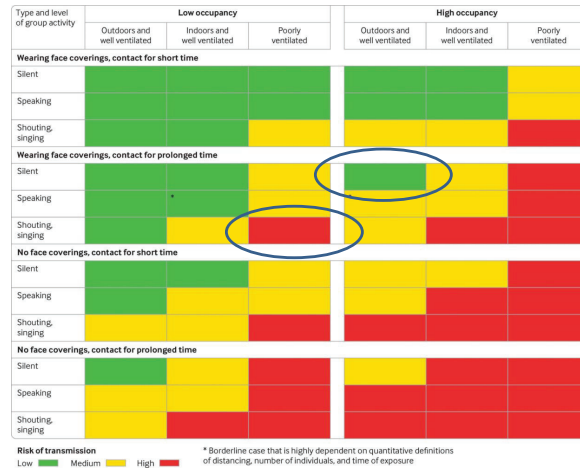 Type and level
of group activity
Low occupancy
High occupancy
Outdoors and
well ventilated
Indoors and
well ventilated
Poorly
ventilated
Outdoors and
well ventilated
Indoors and
well ventilated
Poorly
ventilated
Wearing face coverings, contact for short time
Silent
Speaking
Shouting,
singing
Wearing face coverings, contact for prolonged time
Silent
Speaking
*
*
Shouting,
singing
No face coverings, contact for short time
Silent
Speaking
Shouting,
singing
No face coverings, contact for prolonged time
Silent
Speaking
Shouting,
singing
Risk of transmission
Low
Medium
High
* Borderline case that is highly dependent on quantitative definitions
of distancing, number of individuals, and time of exposure